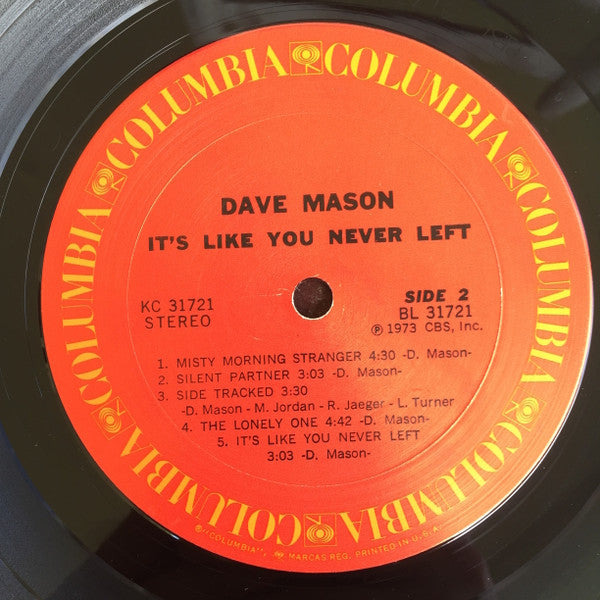 COLUMBIA COLUMBIA COLUMBIA COLUMBIA COLUMBIA COLUMBIA
DAVE MASON
IT'S LIKE YOU NEVER LEFT
KC 31721
STEREO
SIDE 2
BL 31721
℗ 1973 CBS, Inc.
1. MISTY MORNING STRANGER 4:30 -D. Mason-
2. SILENT PARTNER 3:03 -D. Mason-
3. SIDE TRACKED 3:30
-D. Mason - M. Jordan - R. Jaeger - L. Turner
4. THE LONELY ONE 4:42 -D. Mason-
5. IT'S LIKE YOU NEVER LEFT
3:03 -D. Mason-
®"COLUMBIA", MARCAS REG. PRINTED IN U.S.A.